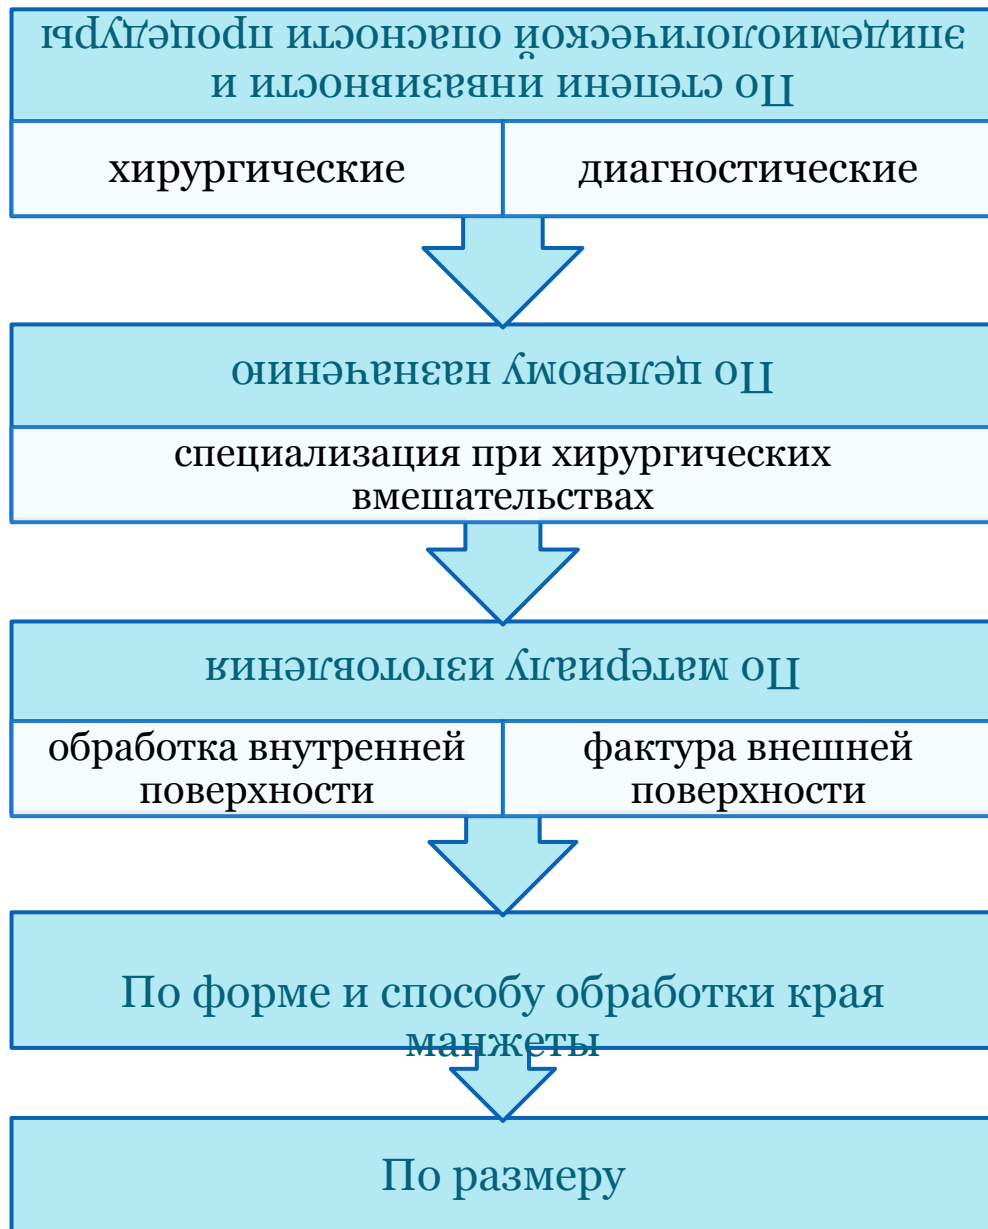 По степени инвазивности и
эпидемиологической опасности процедуры
хирургические
диагностические
По целевому назначению
специализация при хирургических
вмешательствах
По материалу изготовления
обработка внутренней
поверхности
фактура внешней
поверхности
По форме и способу обработки края
манжеты
По размеру